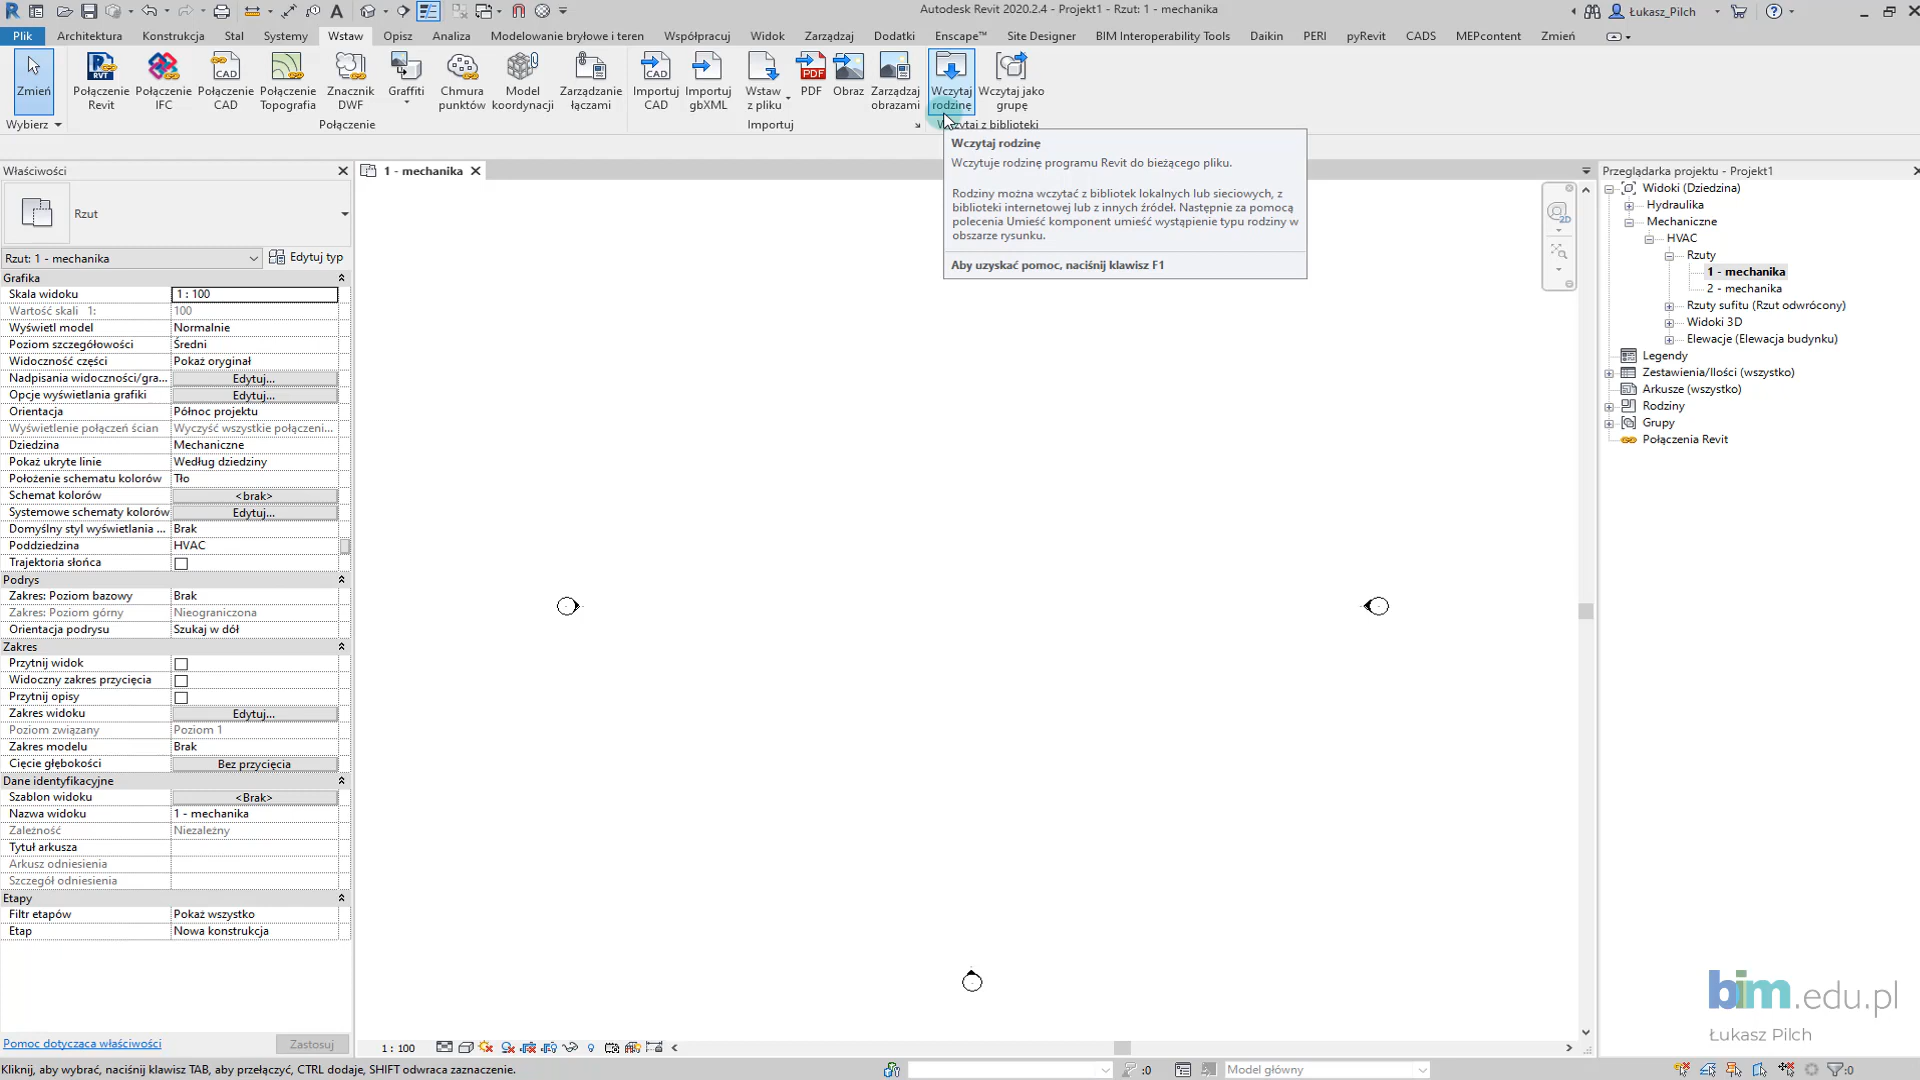 Autodesk Revit 2020.2.4 - Projekt1 - Rzut: 1 - mechanika
Łukasz_Pilch
Plik Architektura Konstrukcja Stal Systemy Wstaw Opisz Analiza Modelowanie bryłowe i teren Współpracuj Widok Zarządzaj Dodatki Enscape™ Site Designer BIM Interoperability Tools Daikin PERI pyRevit CADS MEPcontent Zmień
Zmień
Połączenie Revit
Połączenie IFC
Połączenie CAD
Połączenie Topografia
Znacznik DWF
Graffiti
Chmura punktów
Model koordynacji
Zarządzanie łączami
Importuj CAD
Importuj gbXML
Wstaw z pliku
PDF
Obraz
Zarządzaj obrazami
Wczytaj rodzinę
Wczytaj jako grupę
Wybierz
Połączenie
Importuj
Wczytaj z biblioteki
Wczytaj rodzinę
Wczytuje rodzinę programu Revit do bieżącego pliku.
Rodziny można wczytać z bibliotek lokalnych lub sieciowych, z
biblioteki internetowej lub z innych źródeł. Następnie za pomocą
polecenia Umieść komponent umieść wystąpienie typu rodziny w
obszarze rysunku.
Aby uzyskać pomoc, naciśnij klawisz F1
Właściwości
Rzut
Rzut: 1 - mechanika
Edytuj typ
Grafika
Skala widoku 1 : 100
Wartość skali 1: 100
Wyświetl model Normalnie
Poziom szczegółowości Średni
Widoczność części Pokaż oryginał
Nadpisania widoczności/gra... Edytuj...
Opcje wyświetlania grafiki Edytuj...
Orientacja Północ projektu
Wyświetlenie połączeń ścian Wyczyść wszystkie połączeni...
Dziedzina Mechaniczne
Pokaż ukryte linie Według dziedziny
Położenie schematu kolorów Tło
Schemat kolorów <brak>
Systemowe schematy kolorów Edytuj...
Domyślny styl wyświetlania ... Brak
Poddziedzina HVAC
Trajektoria słońca
Podrys
Zakres: Poziom bazowy Brak
Zakres: Poziom górny Nieograniczona
Orientacja podrysu Szukaj w dół
Zakres
Przytnij widok
Widoczny zakres przycięcia
Przytnij opisy
Zakres widoku Edytuj...
Poziom związany Poziom 1
Zakres modelu Brak
Cięcie głębokości Bez przycięcia
Dane identyfikacyjne
Szablon widoku <Brak>
Nazwa widoku 1 - mechanika
Zależność Niezależny
Tytuł arkusza
Arkusz odniesienia
Szczegół odniesienia
Etapy
Filtr etapów Pokaż wszystko
Etap Nowa konstrukcja
Pomoc dotycząca właściwości
Zastosuj
1 - mechanika
2D
Przeglądarka projektu - Projekt1
Widoki (Dziedzina)
Hydraulika
Mechaniczne
HVAC
Rzuty
1 - mechanika
2 - mechanika
Rzuty sufitu (Rzut odwrócony)
Widoki 3D
Elewacje (Elewacja budynku)
Legendy
Zestawienia/Ilości (wszystko)
Arkusze (wszystko)
Rodziny
Grupy
Połączenia Revit
bim.edu.pl
Łukasz Pilch
1 : 100
Kliknij, aby wybrać, naciśnij klawisz TAB, aby przełączyć, CTRL dodaje, SHIFT odwraca zaznaczenie.
:0
Model główny
:0